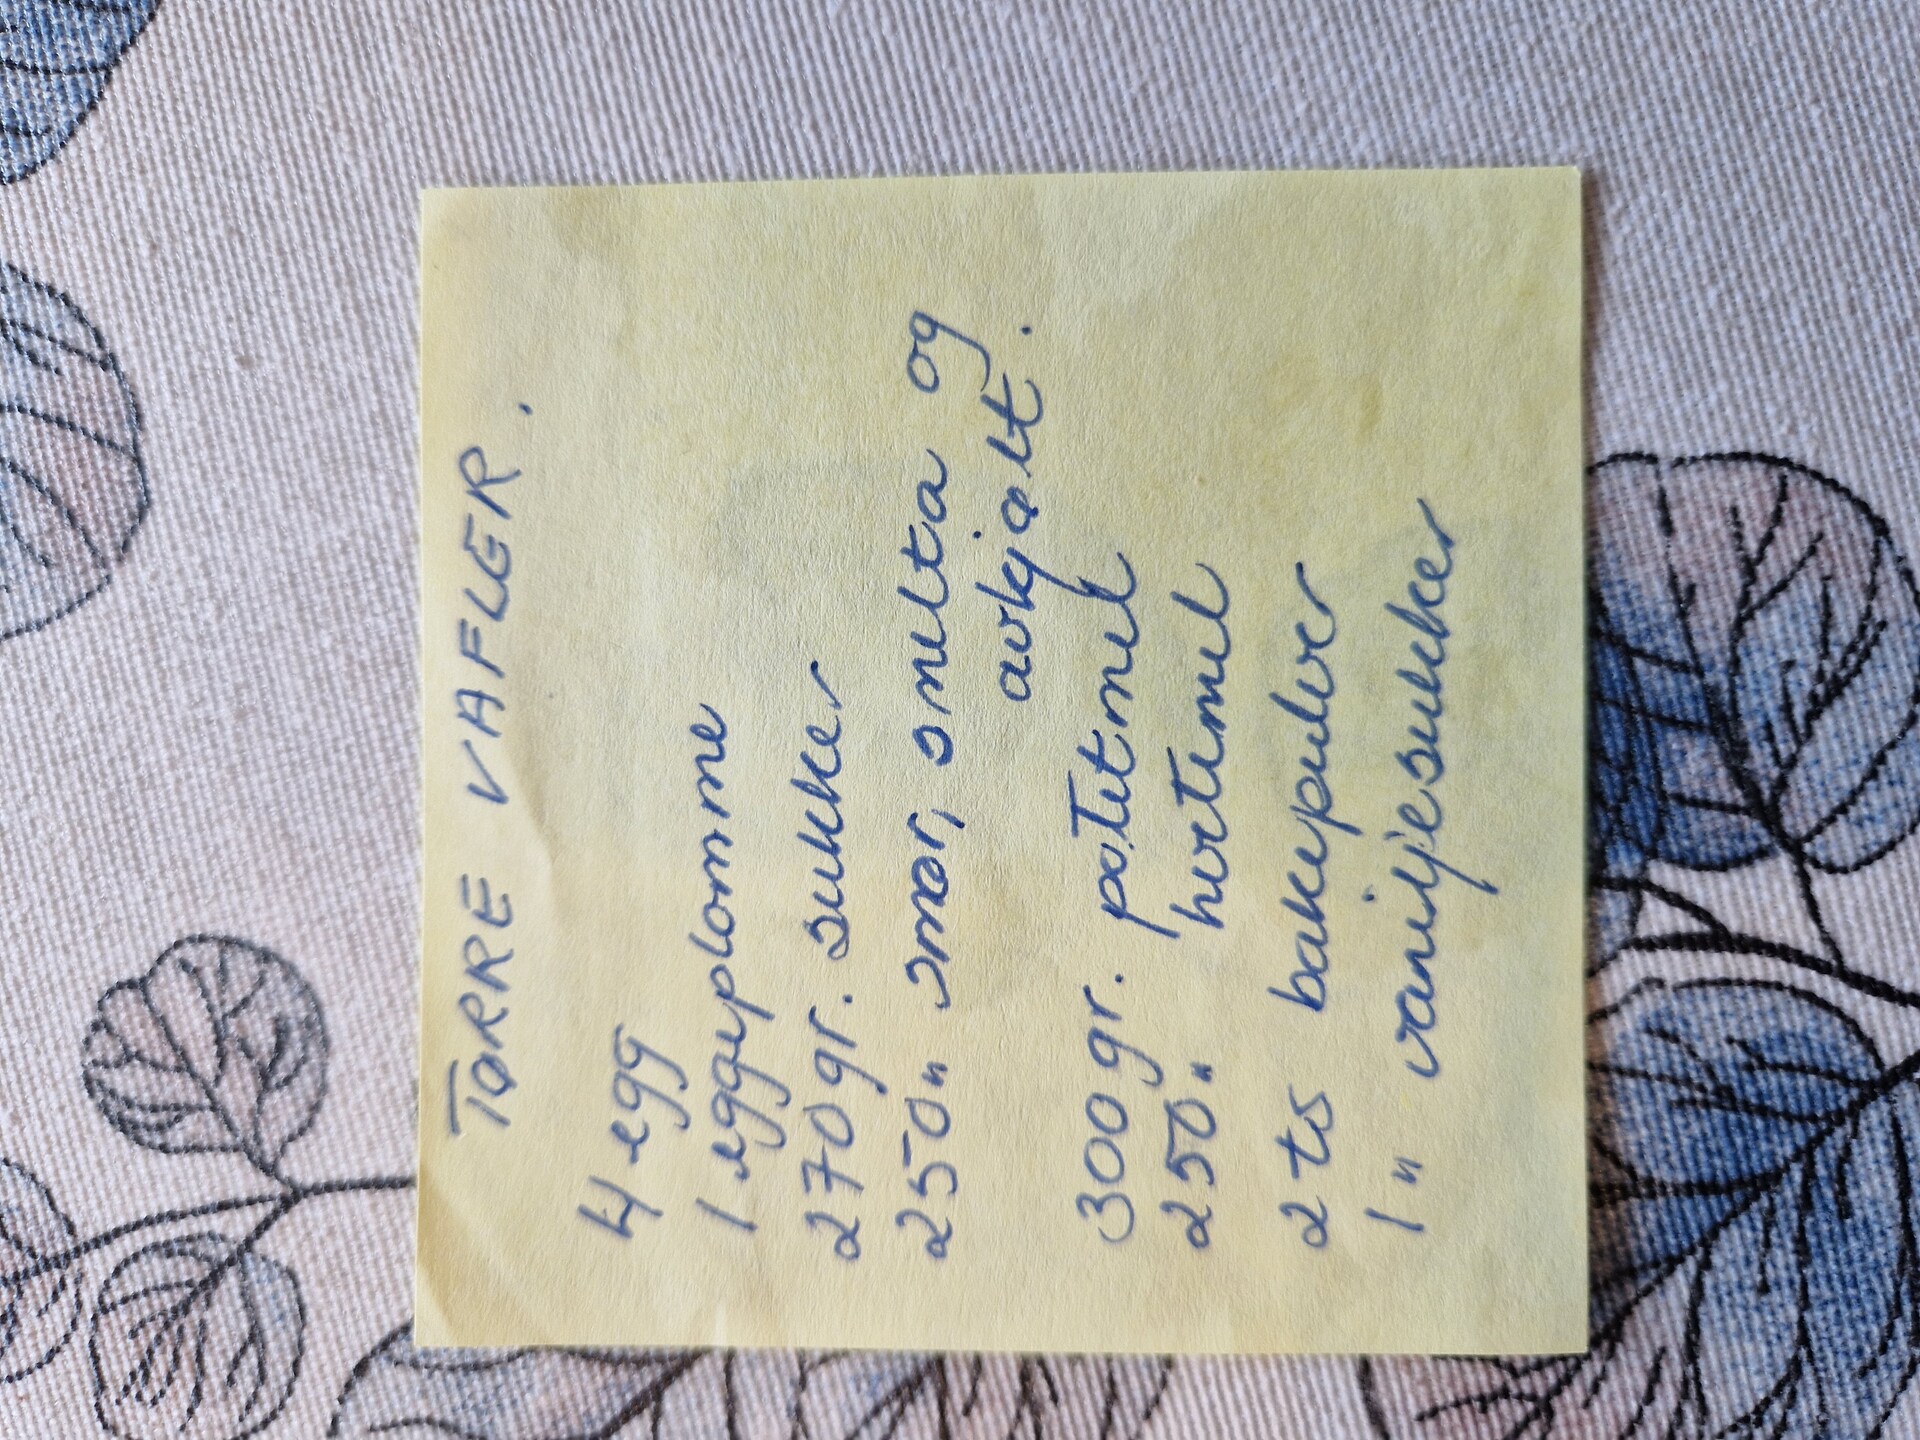 TØRRE VAFLER.
4 egg
1 eggeplomme
270 gr. sukker
250 " smør, smelta og
avkjølt.
300 gr. potetmel
250 " hvetemel
2 ts bakepulver
1 " vaniljesukker